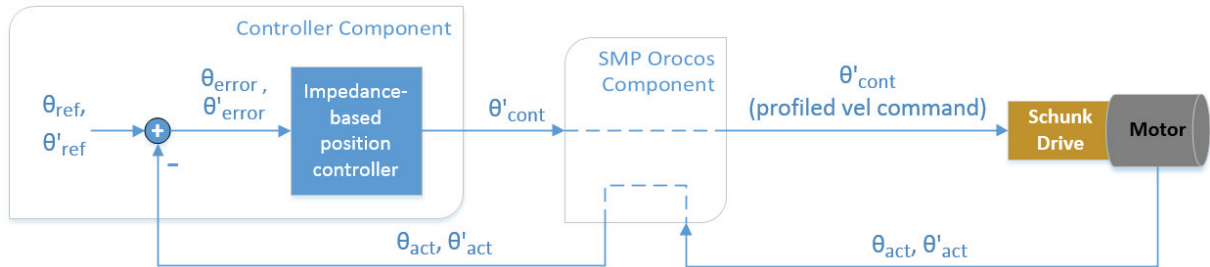 Controller Component
θref,
θ'ref
+
-
θerror ,
θ'error
Impedance-
based
position
controller
θ'cont
SMP Orocos
Component
θ'cont
(profiled vel command)
Schunk
Drive
Motor
θact, θ'act
θact, θ'act